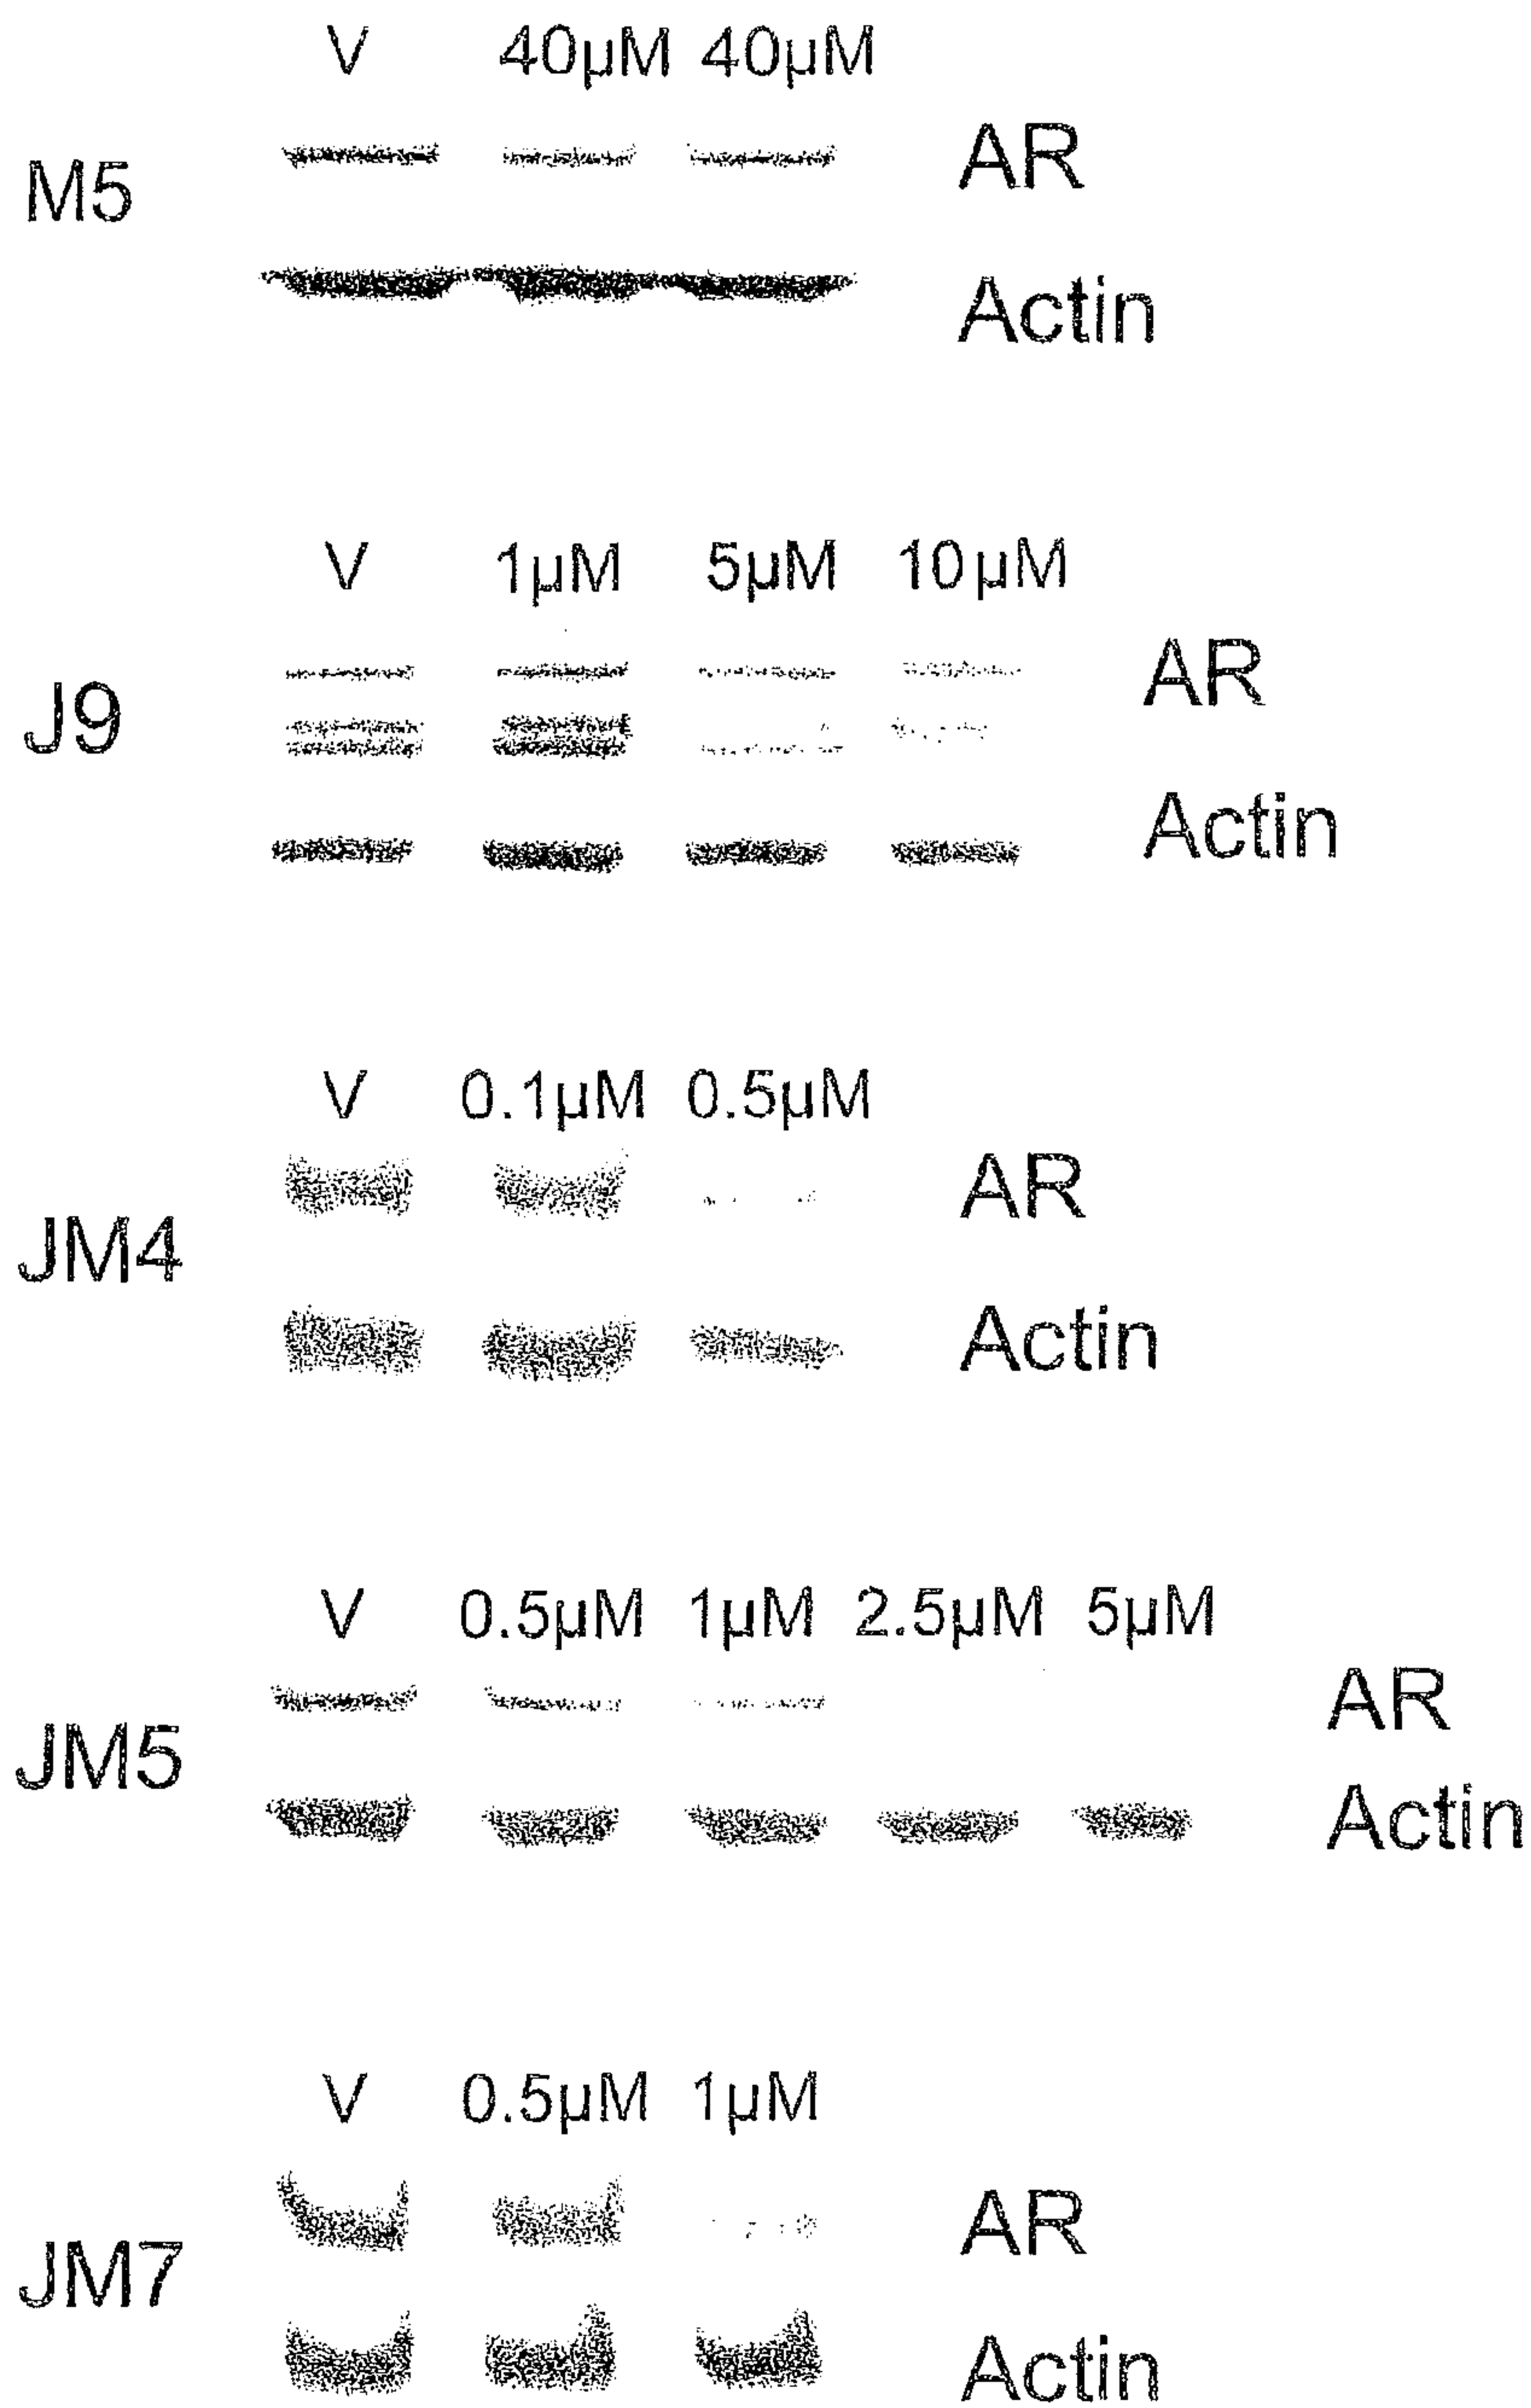 V 40µM 40µM
AR
M5
Actin
V 1µM 5µM 10µM
AR
J9
Actin
V 0.1µM 0.5µM
AR
JM4
Actin
V 0.5µM 1µM 2.5µM 5µM
AR
JM5
Actin
V 0.5µM 1µM
AR
JM7
Actin